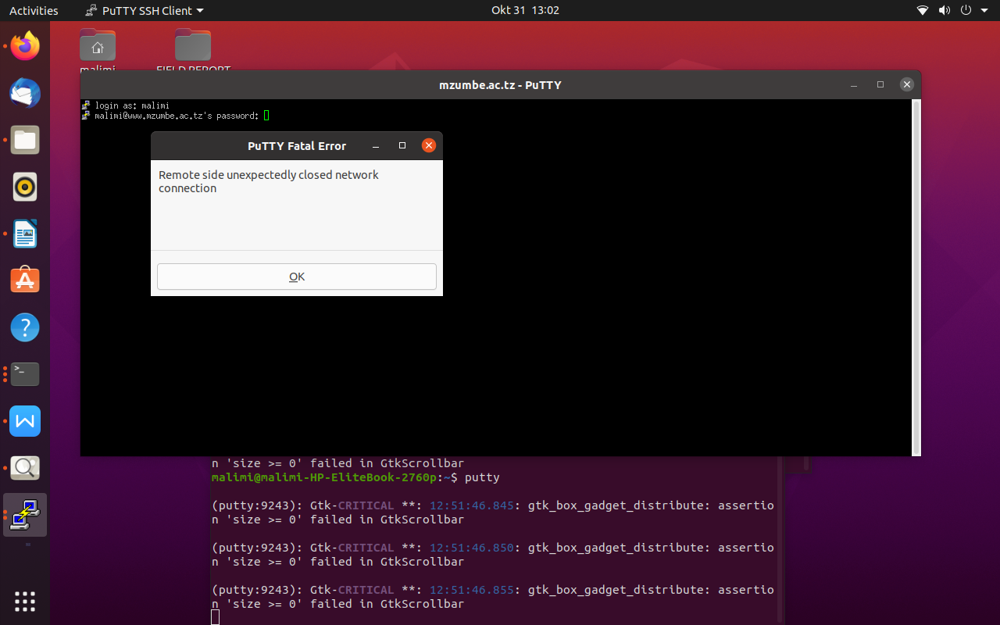 Activities
PuTTY SSH Client
Okt 31 13:02
malimi
FIELD REPORT
mzumbe.ac.tz - PuTTY
login as: malimi
malimi@www.mzumbe.ac.tz's password:
PuTTY Fatal Error
Remote side unexpectedly closed network
connection
OK
n 'size >= 0' failed in GtkScrollbar
malimi@malimi-HP-EliteBook-2760p:~$ putty
(putty:9243): Gtk-CRITICAL **: 12:51:46.845: gtk_box_gadget_distribute: assertio
n 'size >= 0' failed in GtkScrollbar
(putty:9243): Gtk-CRITICAL **: 12:51:46.850: gtk_box_gadget_distribute: assertio
n 'size >= 0' failed in GtkScrollbar
(putty:9243): Gtk-CRITICAL **: 12:51:46.855: gtk_box_gadget_distribute: assertio
n 'size >= 0' failed in GtkScrollbar